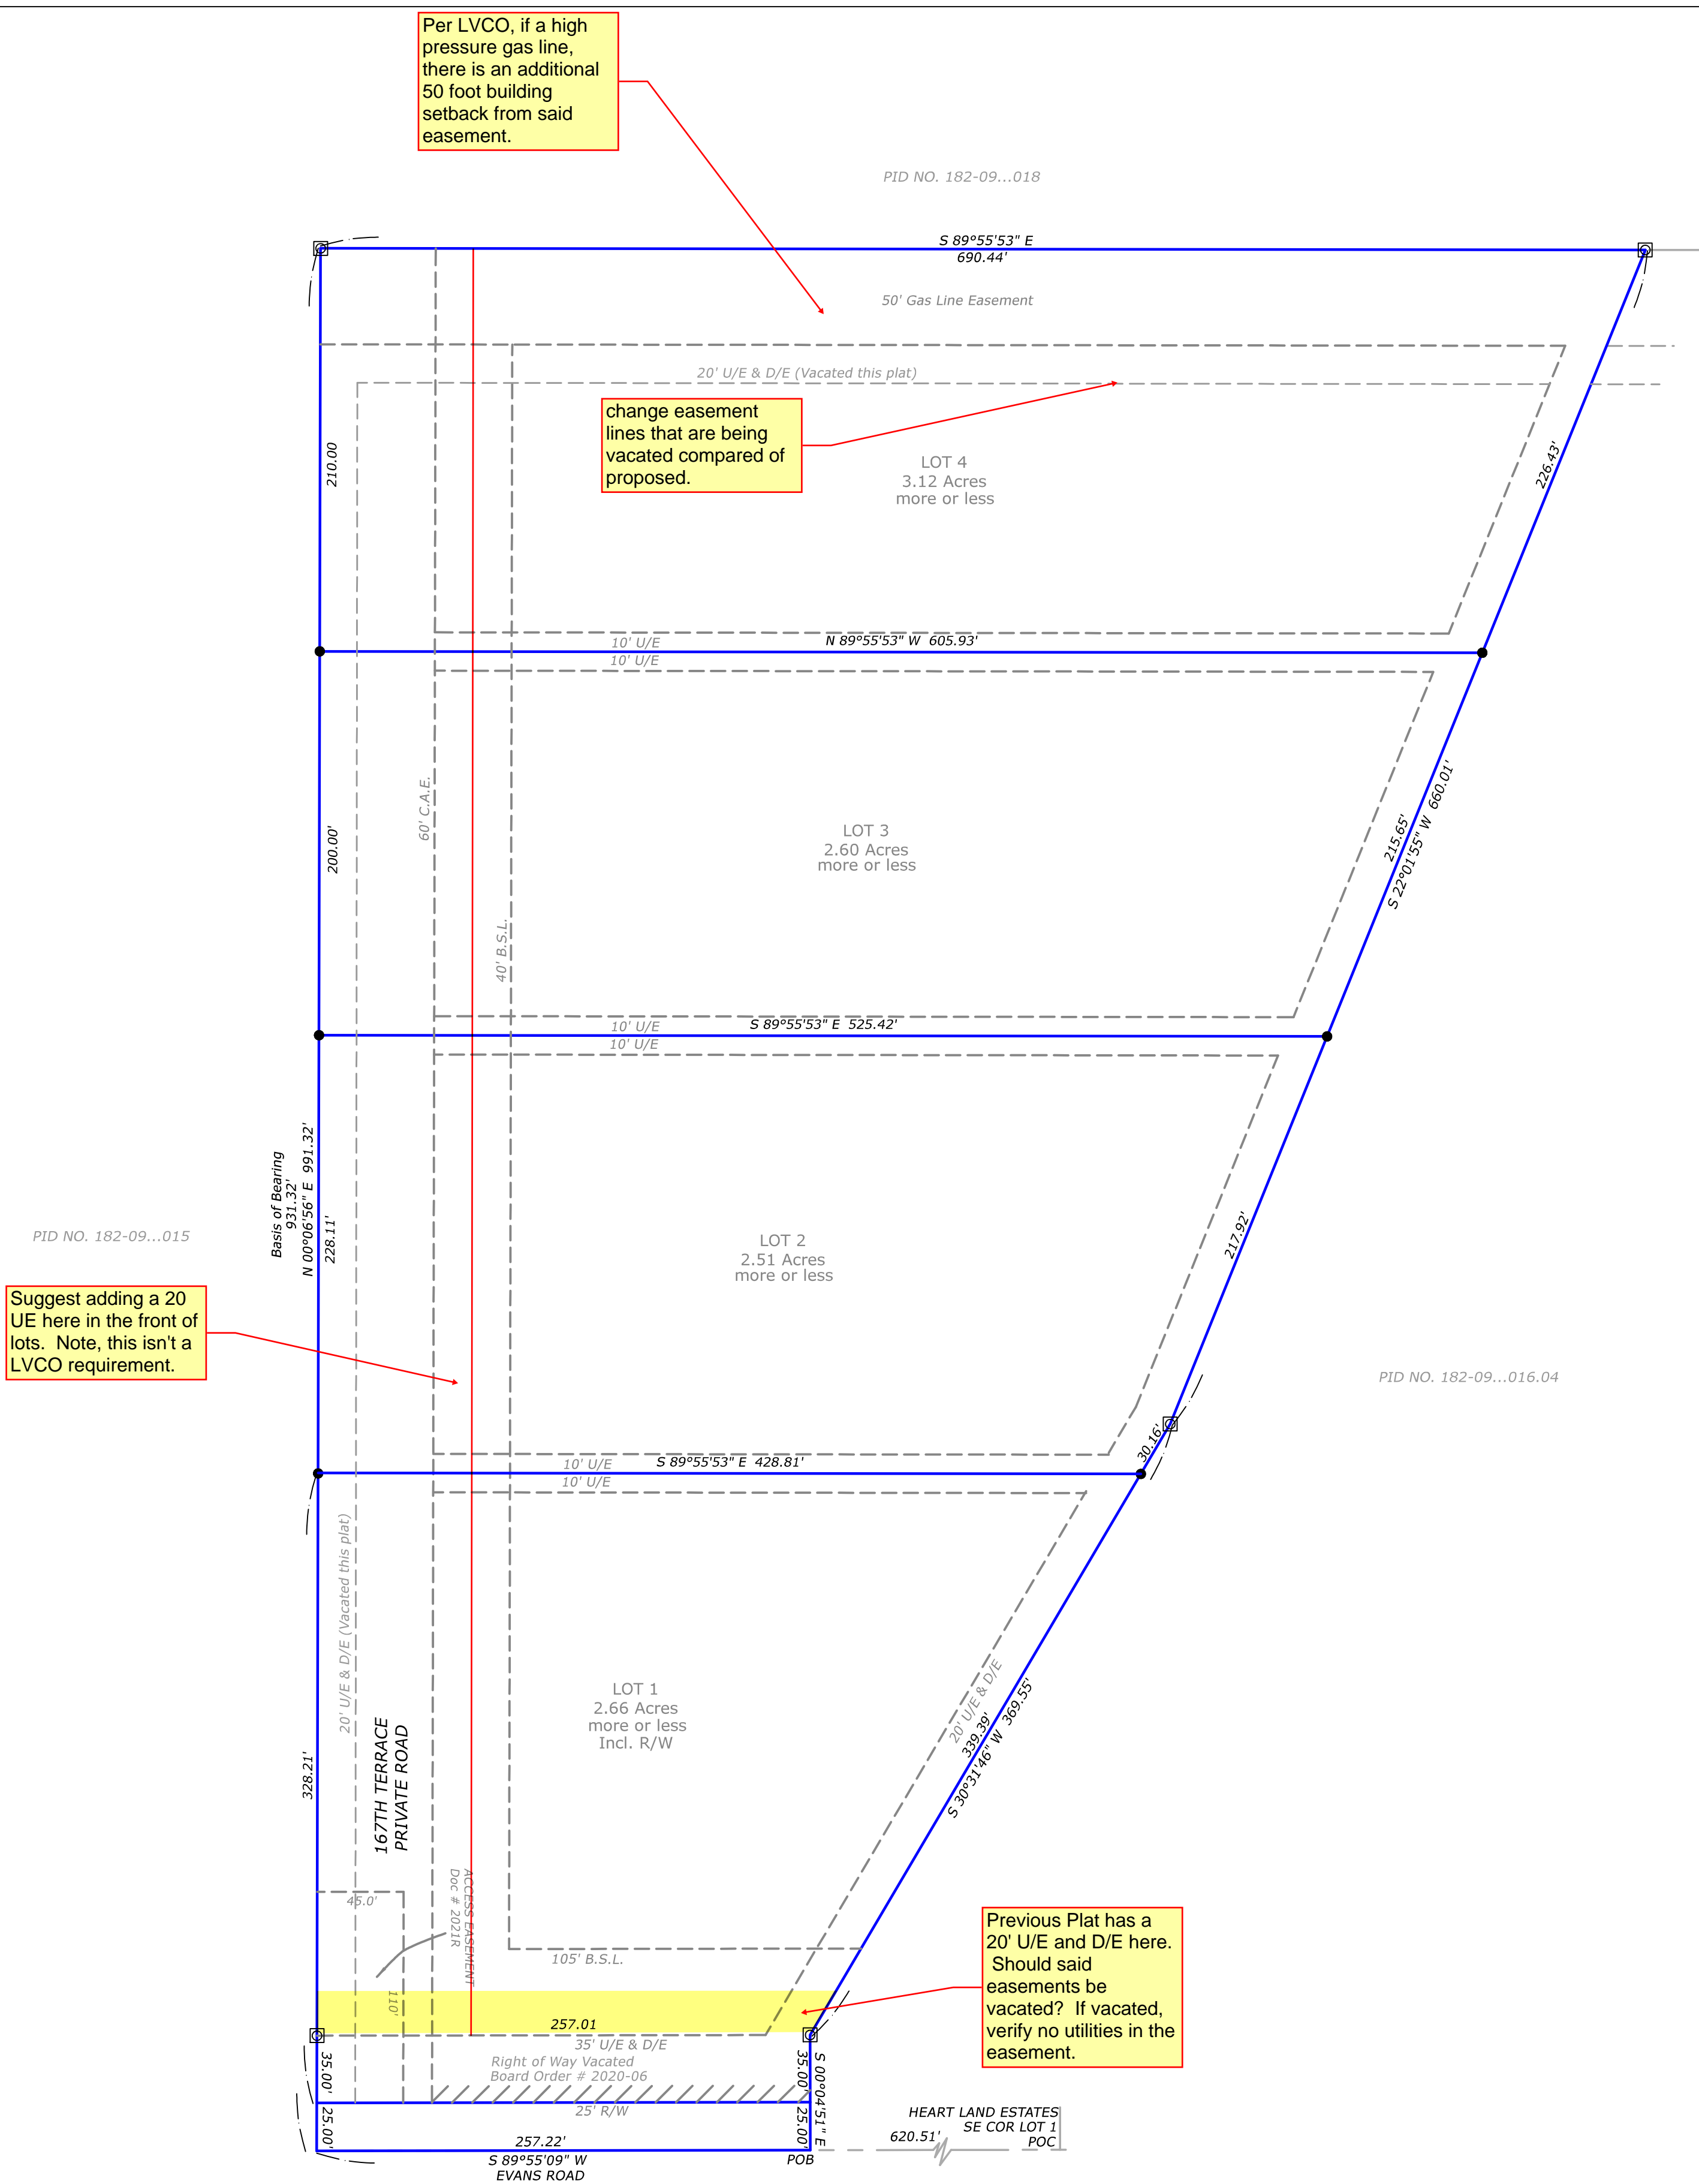 Per LVCO, if a high
pressure gas line,
there is an additional
50 foot building
setback from said
easement.
PID NO. 182-09...018
S 89°55'53" E
690.44'
50' Gas Line Easement
20' U/E & D/E (Vacated this plat)
change easement
lines that are being
vacated compared of
proposed.
LOT 4
3.12 Acres
more or less
210.00
226.43'
10' U/E
N 89°55'53" W  605.93'
10' U/E
60' C.A.E.
200.00'
LOT 3
2.60 Acres
more or less
215.65'
S 22°01'55" W  660.01'
40' B.S.L.
10' U/E
S 89°55'53" E  525.42'
10' U/E
Basis of Bearing
931.32'
N 00°06'56" E  991.32'
228.11'
PID NO. 182-09...015
LOT 2
2.51 Acres
more or less
217.92'
Suggest adding a 20
UE here in the front of
lots.  Note, this isn't a
LVCO requirement.
PID NO. 182-09...016.04
30.16'
10' U/E
S 89°55'53" E  428.81'
10' U/E
20' U/E & D/E (Vacated this plat)
LOT 1
2.66 Acres
more or less
Incl. R/W
20' U/E & D/E
339.39'
S 30°31'46" W  369.55'
328.21'
167TH TERRACE
PRIVATE ROAD
45.0'
ACCESS EASEMENT
Doc # 2021R
110'
105' B.S.L.
Previous Plat has a
20' U/E and D/E here.
Should said
easements be
vacated?  If vacated,
verify no utilities in the
easement.
257.01
35' U/E & D/E
Right of Way Vacated
Board Order # 2020-06
35.00'
35.00'
S 00°04'51" E
25' R/W
25.00'
25.00'
HEART LAND ESTATES
SE COR LOT 1
POC
620.51'
257.22'
S 89°55'09" W
EVANS ROAD
POB